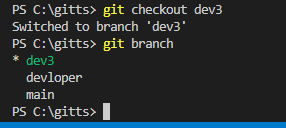 PS C:\gitts> git checkout dev3
Switched to branch 'dev3'
PS C:\gitts> git branch
* dev3
  devloper
  main
PS C:\gitts>